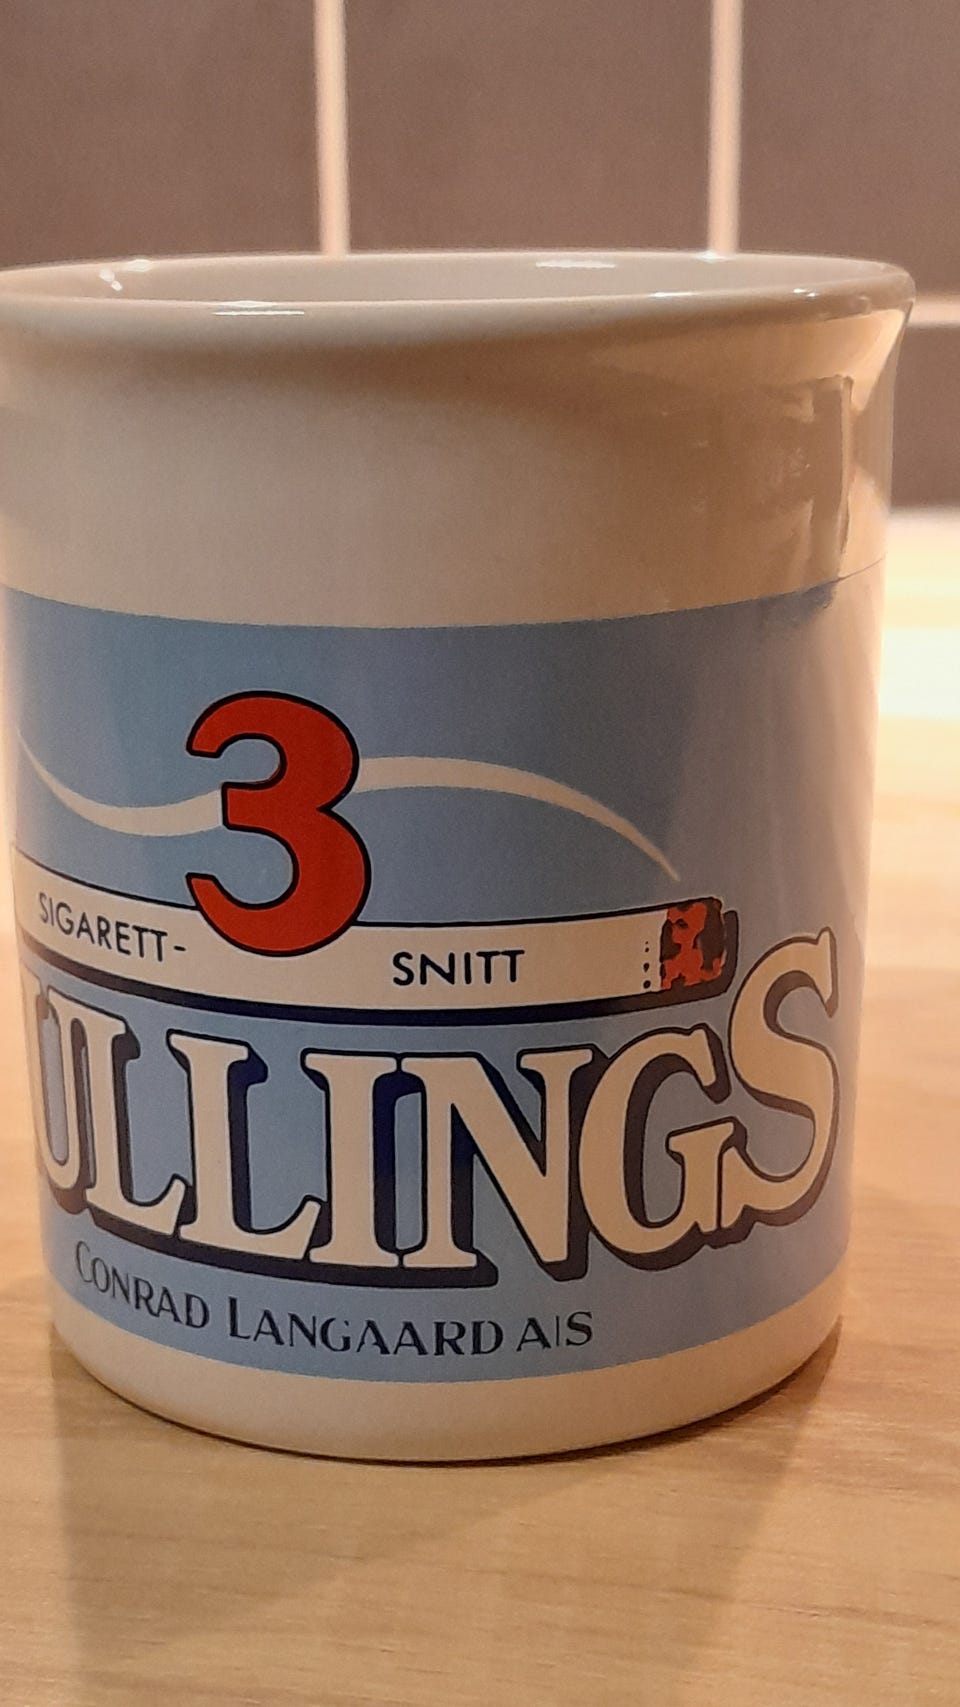 3
SIGARETT- SNITT
ULLINGS
CONRAD LANGAARD A|S